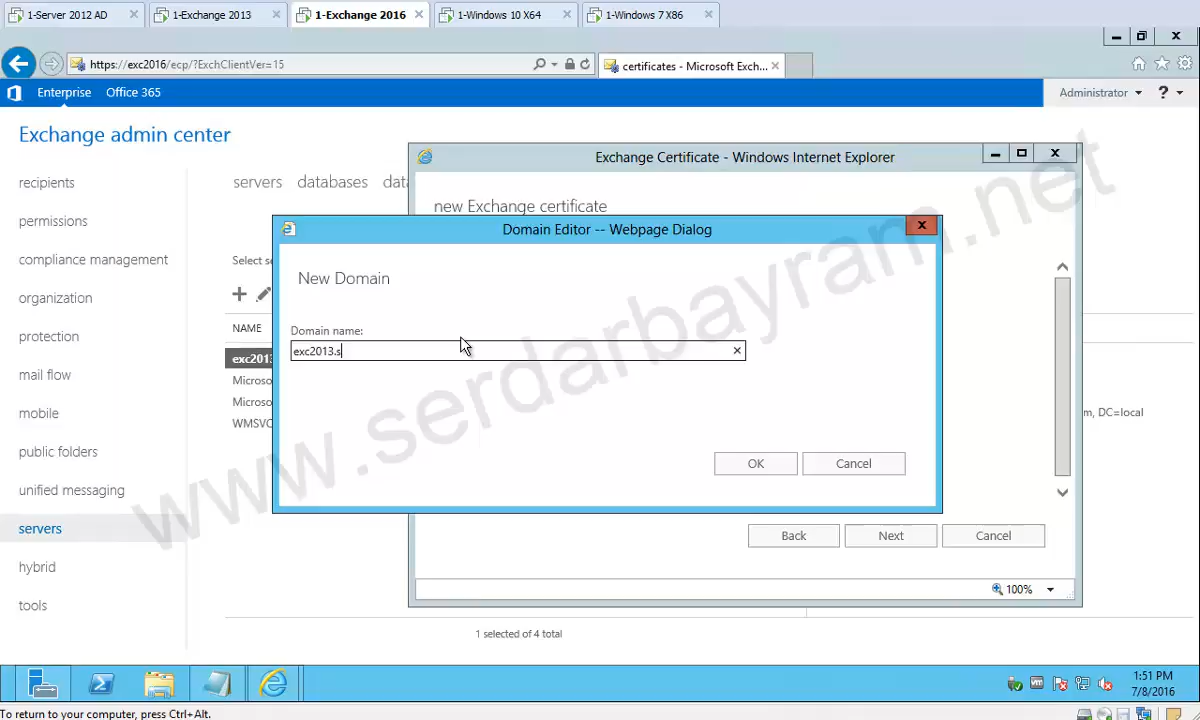 1-Server 2012 AD
1-Exchange 2013
1-Exchange 2016
1-Windows 10 X64
1-Windows 7 X86
https://exc2016/ecp/?ExchClientVer=15
certificates - Microsoft Exch...
Enterprise
Office 365
Administrator
?
Exchange admin center
recipients
permissions
compliance management
organization
protection
mail flow
mobile
public folders
unified messaging
servers
hybrid
tools
servers
databases
Select se
NAME
exc2013
Microso
Microso
WMSVC
m, DC=local
1 selected of 4 total
Exchange Certificate - Windows Internet Explorer
new Exchange certificate
Domain Editor -- Webpage Dialog
New Domain
Domain name:
exc2013.s
OK
Cancel
Back
Next
Cancel
100%
www.serdarbayram.net
1:51 PM
7/8/2016
To return to your computer, press Ctrl+Alt.